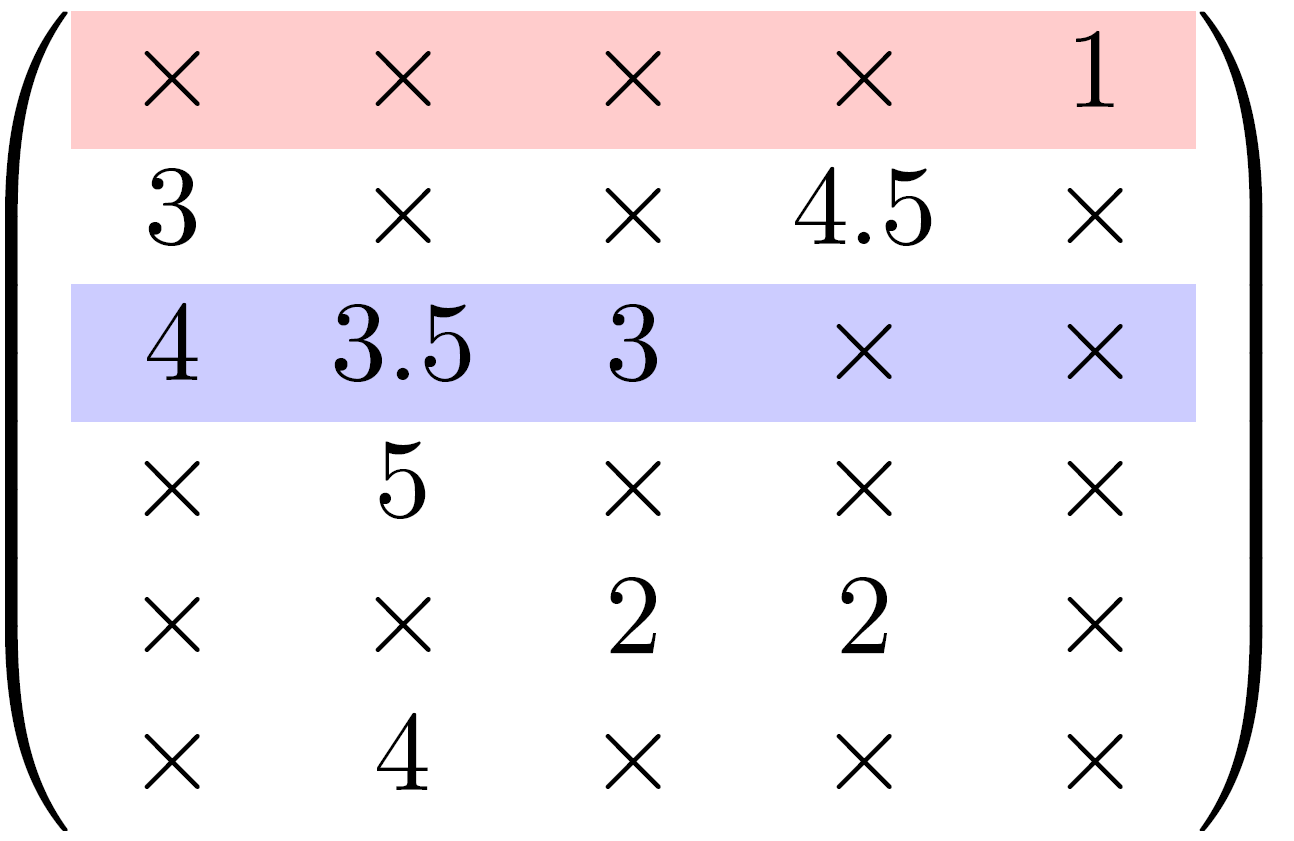 × × × × 1
3 × × 4.5 ×
4 3.5 3 × ×
× 5 × × ×
× × 2 2 ×
× 4 × × ×